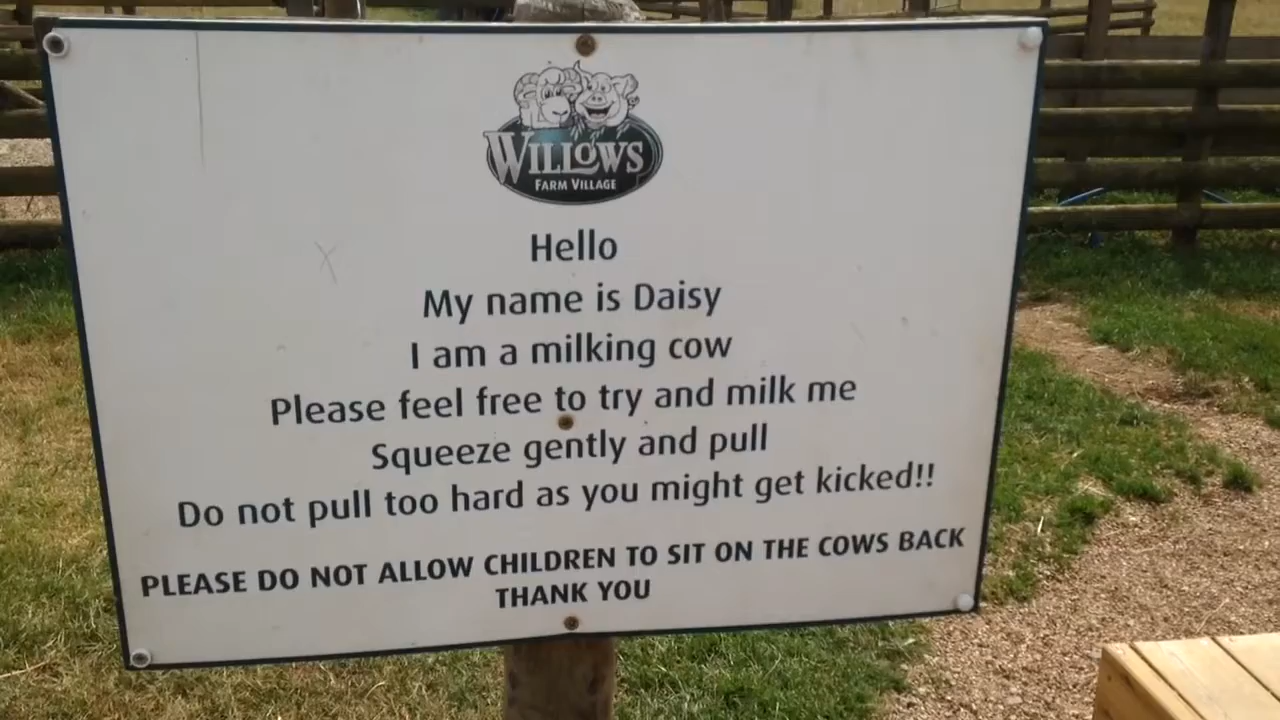 WILLOWS
FARM VILLAGE
Hello
My name is Daisy
I am a milking cow
Please feel free to try and milk me
Squeeze gently and pull
Do not pull too hard as you might get kicked!!
PLEASE DO NOT ALLOW CHILDREN TO SIT ON THE COWS BACK
THANK YOU